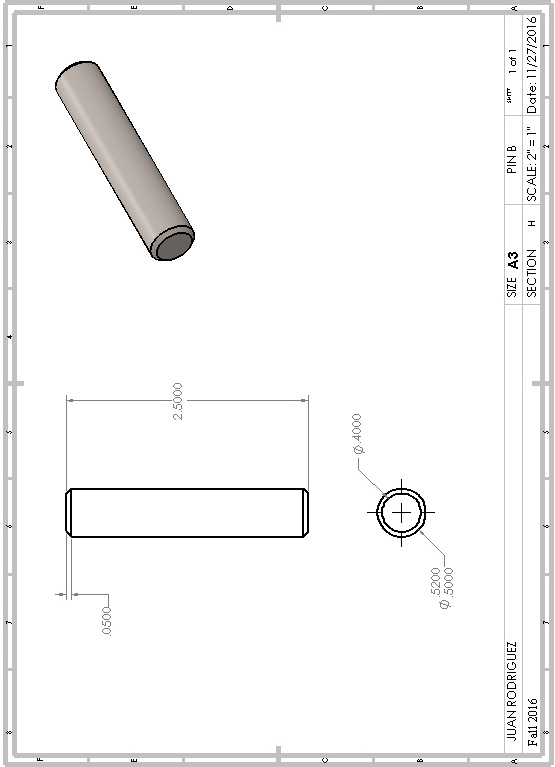 2.5000
.0500
Ø.4000
Ø .5200
.5000
JUAN RODRIGUEZ
SIZE A3
PIN B
SHEET 1 of 1
Fall 2016
SECTION H
SCALE: 2" = 1"
Date: 11/27/2016
F E D C B A
F E D C B A
1 2 3 4 5 6 7 8
1 2 3 4 5 6 7 8